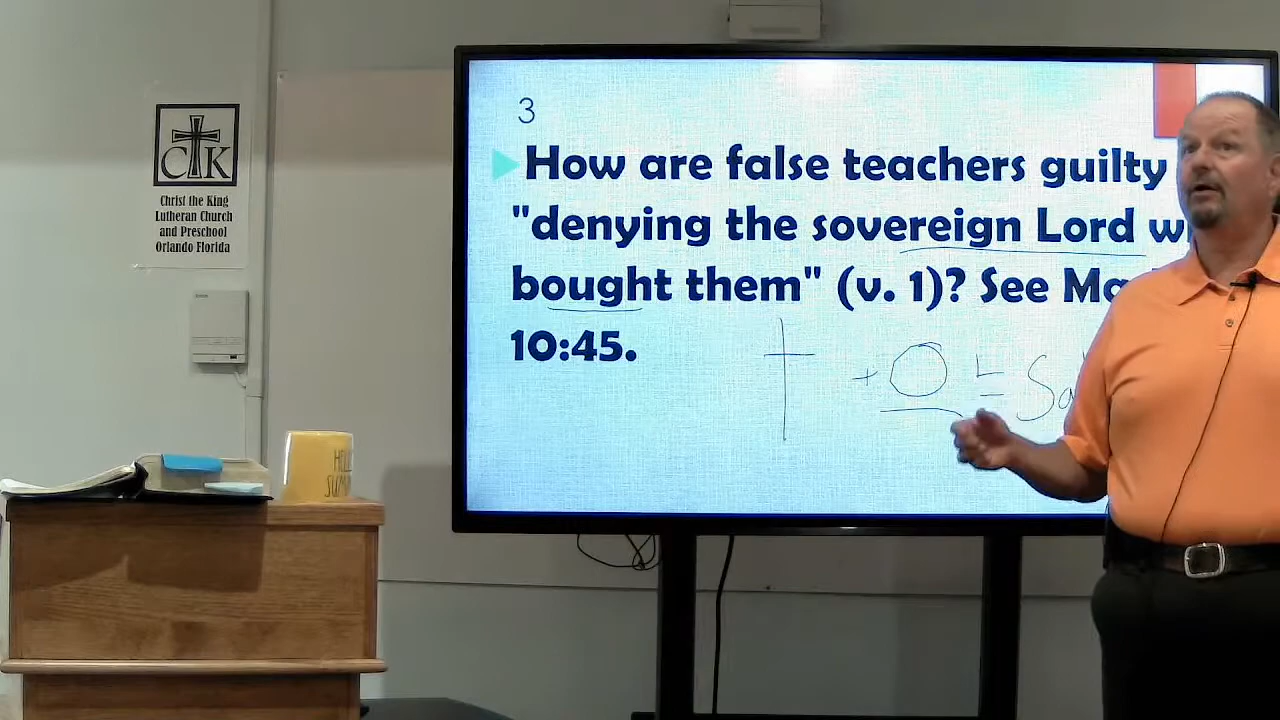 3
How are false teachers guilty
"denying the sovereign Lord
bought them" (v. 1)? See
10:45.
+ O =
CTK
Christ the King
Lutheran Church
and Preschool
Orlando Florida